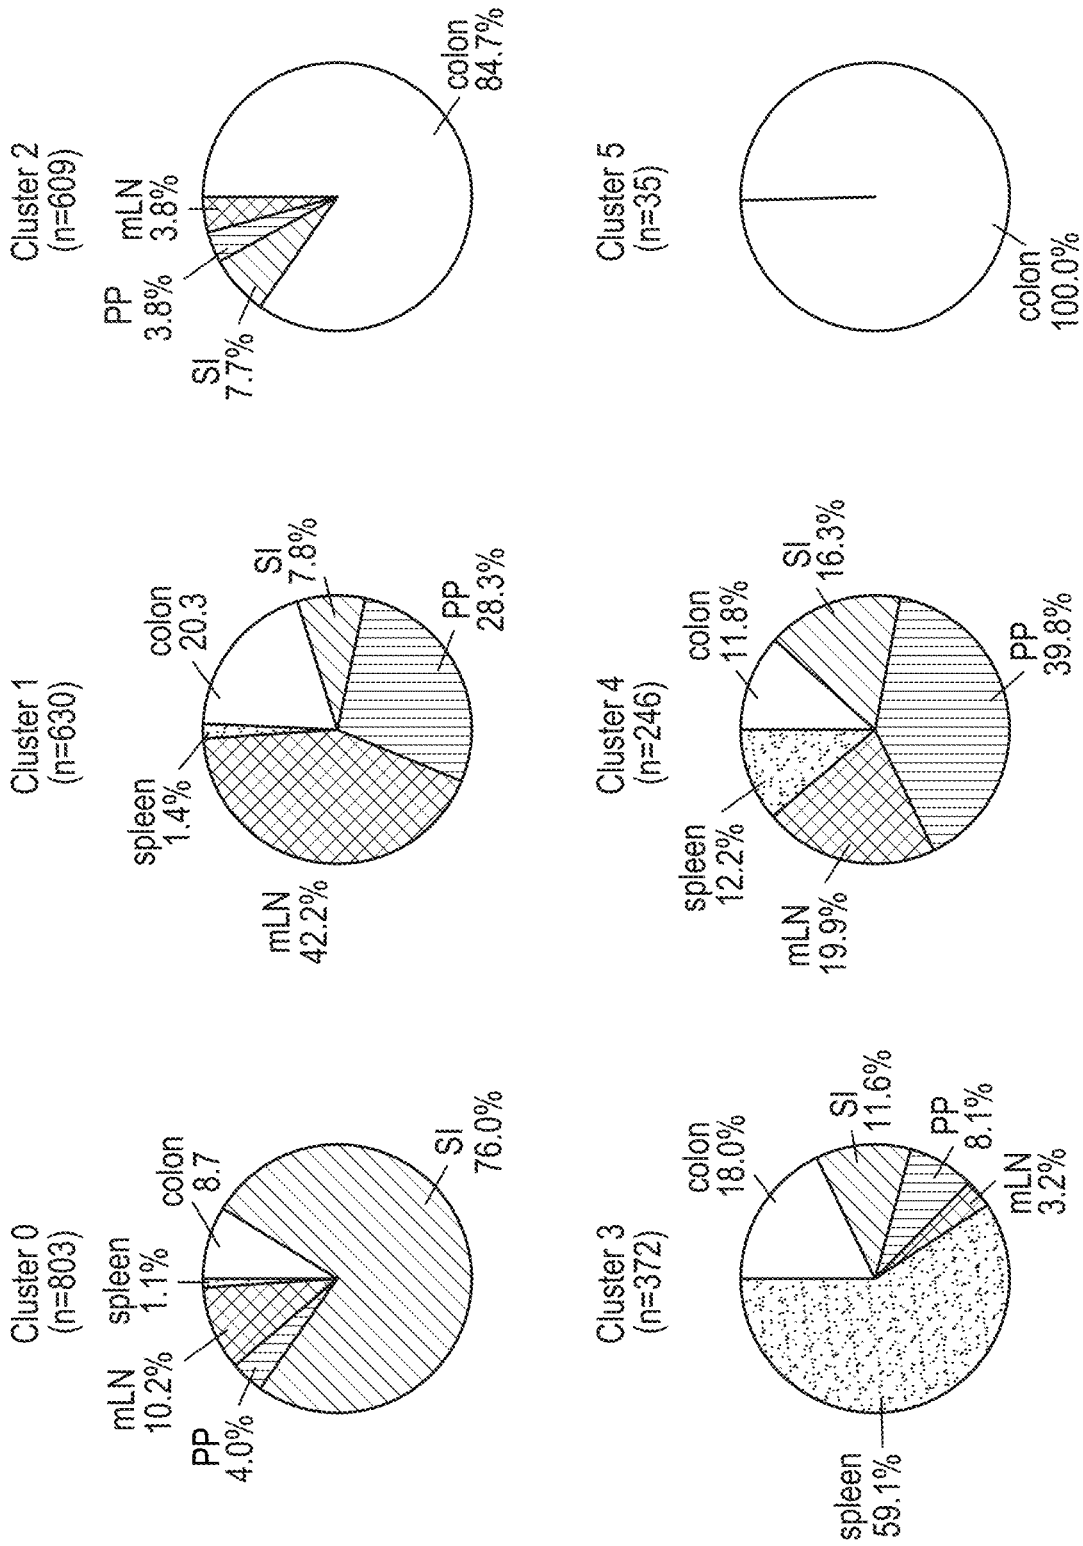 Cluster 0
(n=803)
spleen
1.1%
colon
8.7
mLN
10.2%
PP
4.0%
SI
76.0%
Cluster 1
(n=630)
spleen
1.4%
colon
20.3
SI
7.8%
mLN
42.2%
PP
28.3%
Cluster 2
(n=609)
mLN
3.8%
PP
3.8%
SI
7.7%
colon
84.7%
Cluster 3
(n=372)
colon
18.0%
SI
11.6%
PP
8.1%
mLN
3.2%
spleen
59.1%
Cluster 4
(n=246)
colon
11.8%
spleen
12.2%
SI
16.3%
mLN
19.9%
PP
39.8%
Cluster 5
(n=35)
colon
100.0%